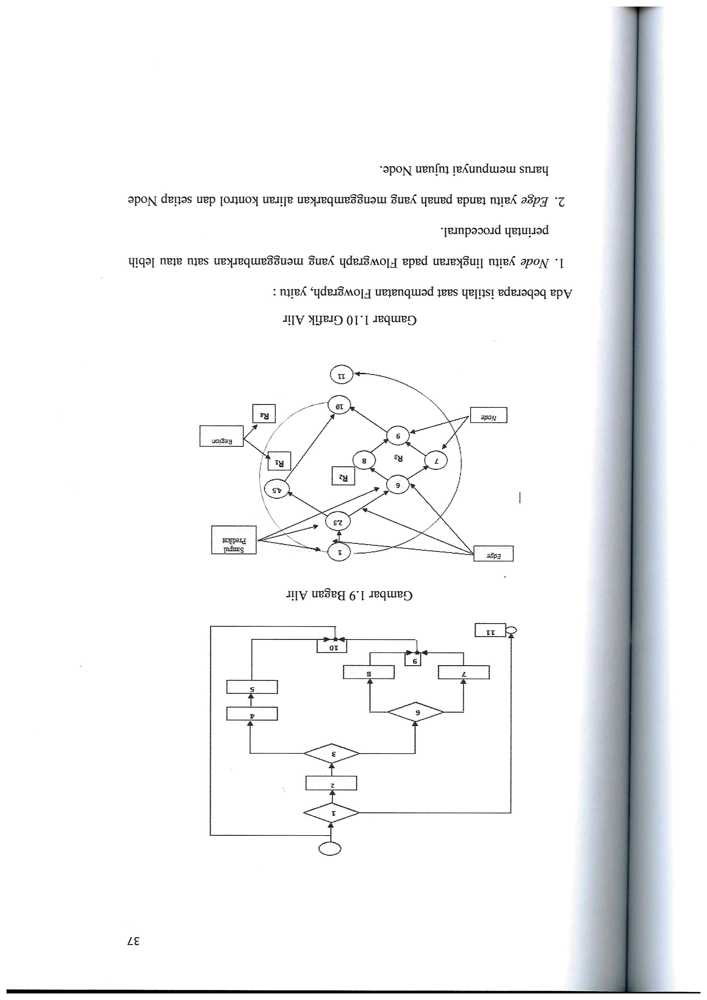 37
1
2
3
6
4
5
7
8
9
10
11
Gambar 1.9 Bagan Alir
Edge
1
Simpul
Predikat
2,3
6
4,5
R2
R1
7
R3
8
9
Region
Node
R4
10
11
Gambar 1.10 Grafik Alir
Ada beberapa istilah saat pembuatan Flowgraph, yaitu :
1. Node yaitu lingkaran pada Flowgraph yang menggambarkan satu atau lebih
perintah procedural.
2. Edge yaitu tanda panah yang menggambarkan aliran kontrol dan setiap Node
harus mempunyai tujuan Node.